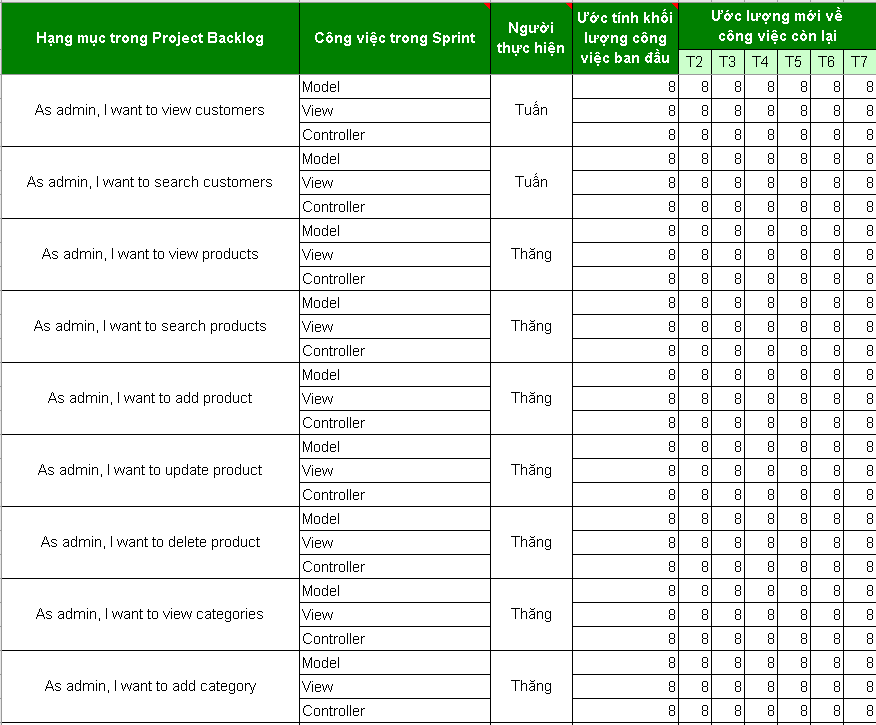 Hạng mục trong Project Backlog
Công việc trong Sprint
Người
thực hiện
Ước tính khối
lượng công
việc ban đầu
Ước lượng mới về
công việc còn lại
T2 T3 T4 T5 T6 T7
As admin, I want to view customers
Tuấn
Model 8 8 8 8 8 8 8
View 8 8 8 8 8 8 8
Controller 8 8 8 8 8 8 8
As admin, I want to search customers
Tuấn
Model 8 8 8 8 8 8 8
View 8 8 8 8 8 8 8
Controller 8 8 8 8 8 8 8
As admin, I want to view products
Thăng
Model 8 8 8 8 8 8 8
View 8 8 8 8 8 8 8
Controller 8 8 8 8 8 8 8
As admin, I want to search products
Thăng
Model 8 8 8 8 8 8 8
View 8 8 8 8 8 8 8
Controller 8 8 8 8 8 8 8
As admin, I want to add product
Thăng
Model 8 8 8 8 8 8 8
View 8 8 8 8 8 8 8
Controller 8 8 8 8 8 8 8
As admin, I want to update product
Thăng
Model 8 8 8 8 8 8 8
View 8 8 8 8 8 8 8
Controller 8 8 8 8 8 8 8
As admin, I want to delete product
Thăng
Model 8 8 8 8 8 8 8
View 8 8 8 8 8 8 8
Controller 8 8 8 8 8 8 8
As admin, I want to view categories
Thăng
Model 8 8 8 8 8 8 8
View 8 8 8 8 8 8 8
Controller 8 8 8 8 8 8 8
As admin, I want to add category
Thăng
Model 8 8 8 8 8 8 8
View 8 8 8 8 8 8 8
Controller 8 8 8 8 8 8 8